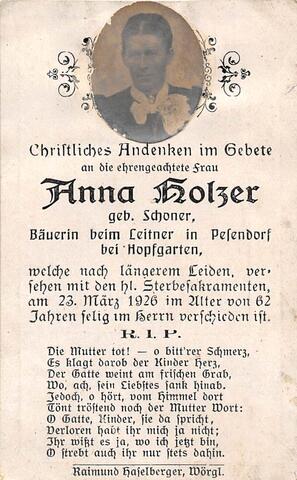 Christliches Andenken im Gebete
an die ehrengeachtete Frau
Anna Holzer
geb. Schoner,
Bäuerin beim Leitner in Pesendorf
bei Hopfgarten,
welche nach längerem Leiden, ver-
sehen mit den hl. Sterbesakramenten,
am 23. März 1926 im Alter von 62
Jahren selig im Herrn verschieden ist.
R. I. P.
Die Mutter tot! — o bitt'rer Schmerz,
Es klagt darob der Kinder Herz,
Der Gatte weint am frischen Grab,
Wo, ach, sein Liebstes sank hinab.
Jedoch, o hört, vom Himmel dort
Tönt tröstend noch der Mutter Wort:
O Gatte, Kinder, sie da spricht,
Verloren habt ihr mich ja nicht;
Ihr wißt es ja, wo ich jetzt bin,
O strebt auch ihr nur stets dahin.
Raimund Haselberger, Wörgl.